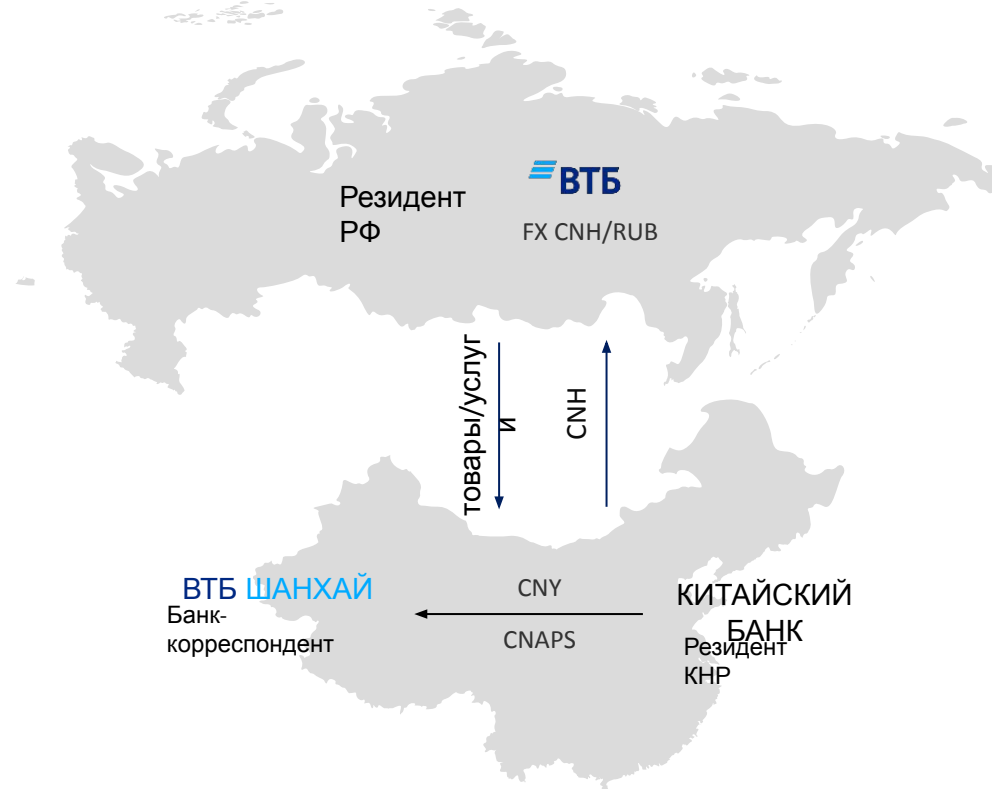 ВТБ
Резидент
РФ
FX CNH/RUB
товары/услуг
и
CNH
ВТБ ШАНХАЙ
Банк-
корреспондент
CNY
CNAPS
КИТАЙСКИЙ
БАНК
Резидент
КНР